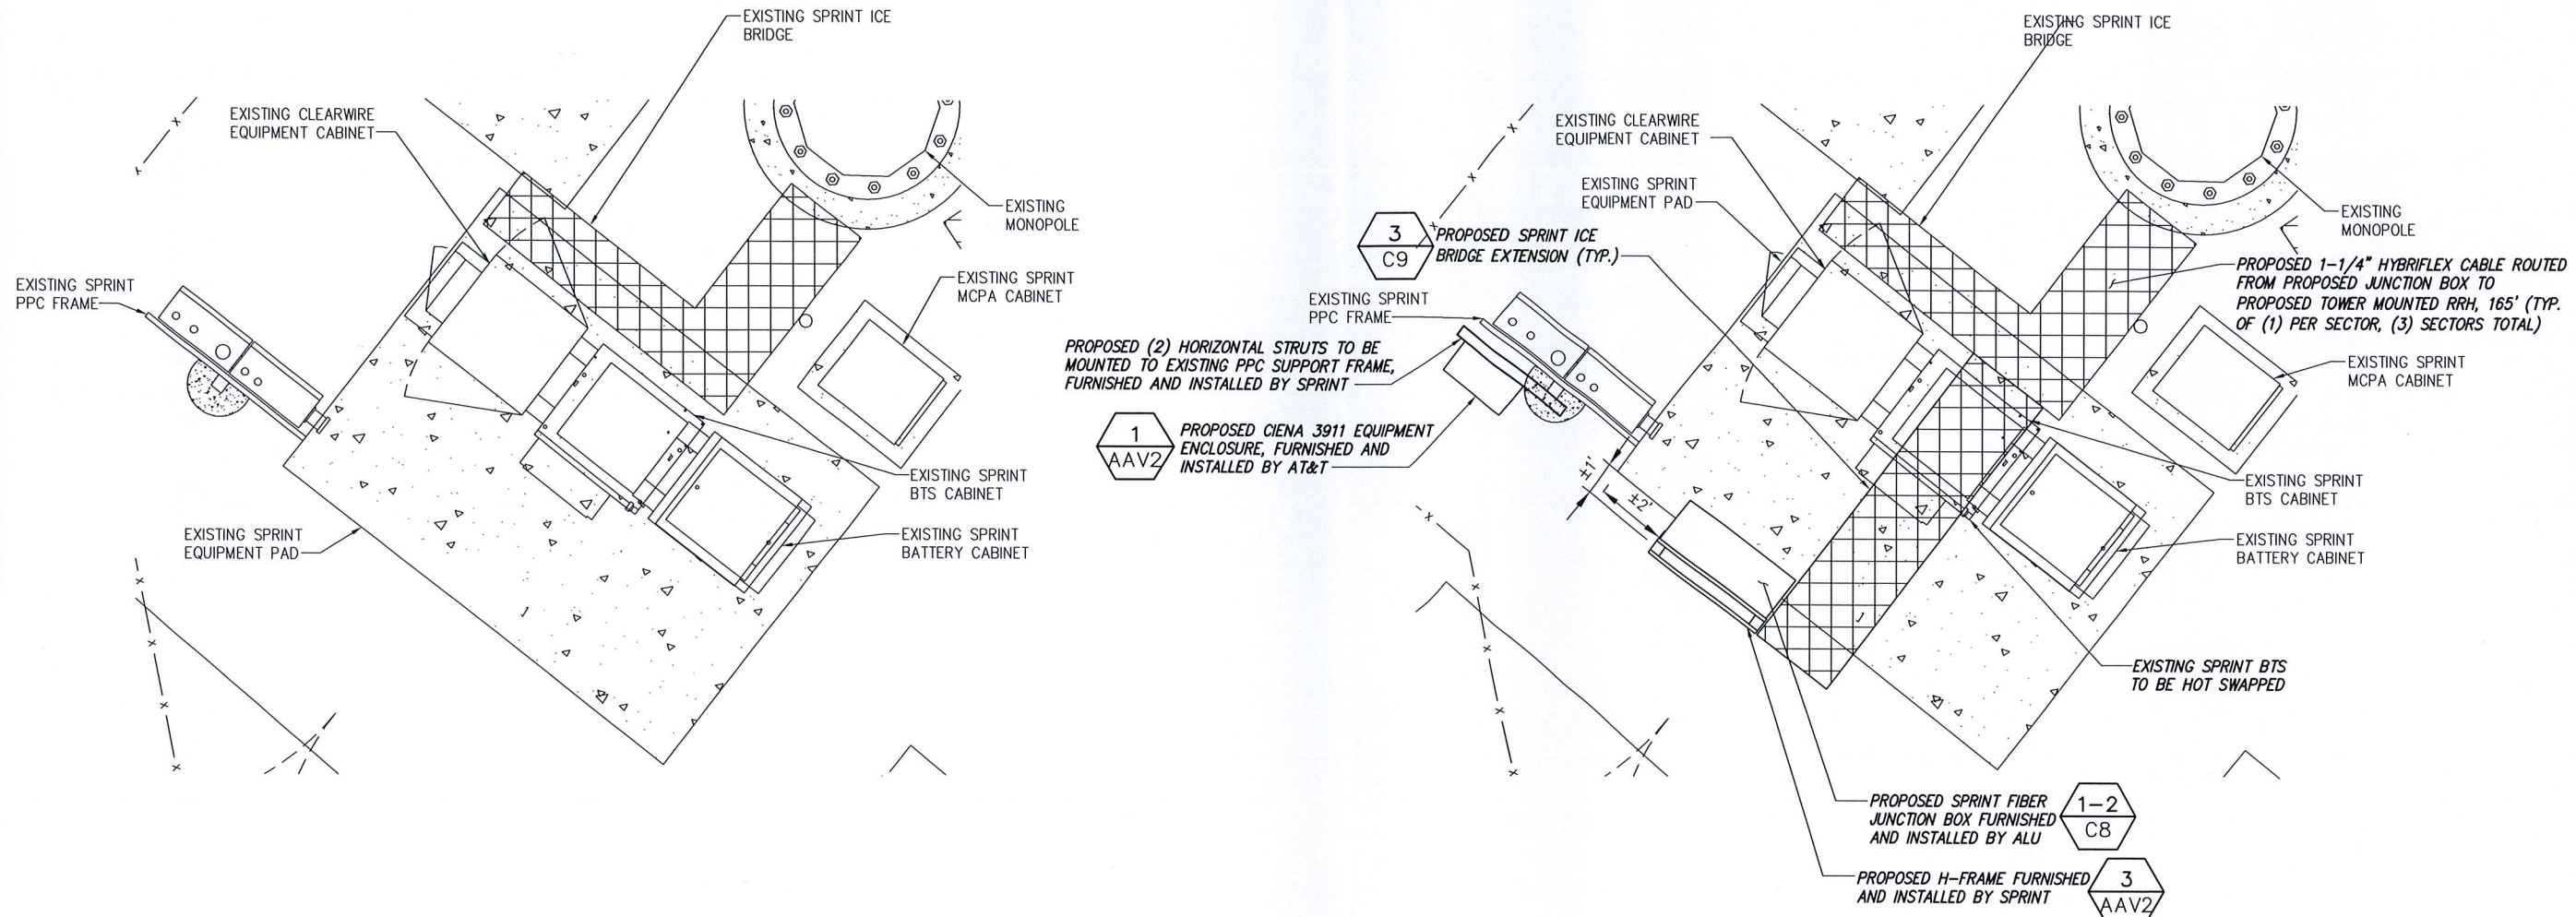 EXISTING SPRINT ICE
BRIDGE
EXISTING CLEARWIRE
EQUIPMENT CABINET
EXISTING
MONOPOLE
EXISTING SPRINT
MCPA CABINET
EXISTING SPRINT
PPC FRAME
EXISTING SPRINT
BTS CABINET
EXISTING SPRINT
EQUIPMENT PAD
EXISTING SPRINT
BATTERY CABINET
EXISTING SPRINT ICE
BRIDGE
EXISTING CLEARWIRE
EQUIPMENT CABINET
EXISTING SPRINT
EQUIPMENT PAD
3
C9
PROPOSED SPRINT ICE
BRIDGE EXTENSION (TYP.)
EXISTING
MONOPOLE
PROPOSED 1-1/4" HYBRIFLEX CABLE ROUTED
FROM PROPOSED JUNCTION BOX TO
PROPOSED TOWER MOUNTED RRH, 165' (TYP.
OF (1) PER SECTOR, (3) SECTORS TOTAL)
EXISTING SPRINT
PPC FRAME
PROPOSED (2) HORIZONTAL STRUTS TO BE
MOUNTED TO EXISTING PPC SUPPORT FRAME,
FURNISHED AND INSTALLED BY SPRINT
EXISTING SPRINT
MCPA CABINET
1
AAV2
PROPOSED CIENA 3911 EQUIPMENT
ENCLOSURE, FURNISHED AND
INSTALLED BY AT&T
±1'
±2'
EXISTING SPRINT
BTS CABINET
EXISTING SPRINT
BATTERY CABINET
EXISTING SPRINT BTS
TO BE HOT SWAPPED
PROPOSED SPRINT FIBER
JUNCTION BOX FURNISHED
AND INSTALLED BY ALU
1-2
C8
PROPOSED H-FRAME FURNISHED
AND INSTALLED BY SPRINT
3
AAV2